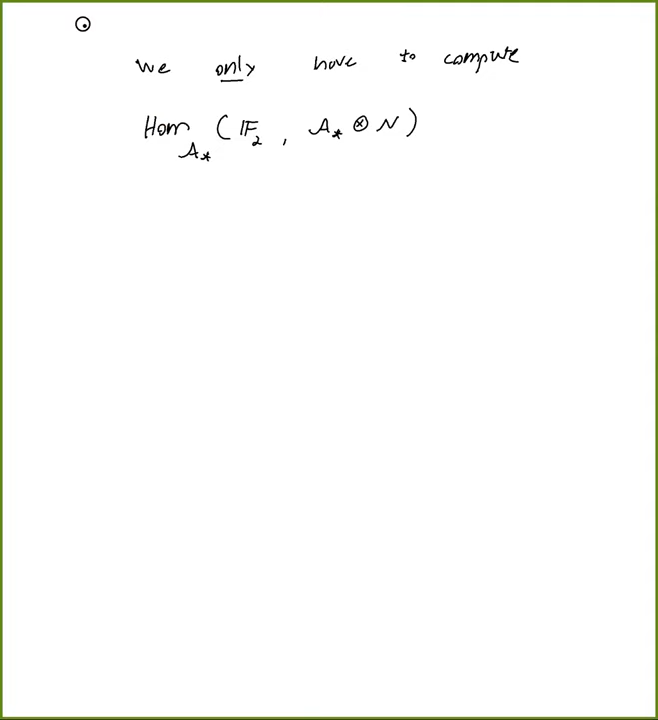 We only have to compute
Hom_{A_*} (𝔽_2, A_* ⊗ N)